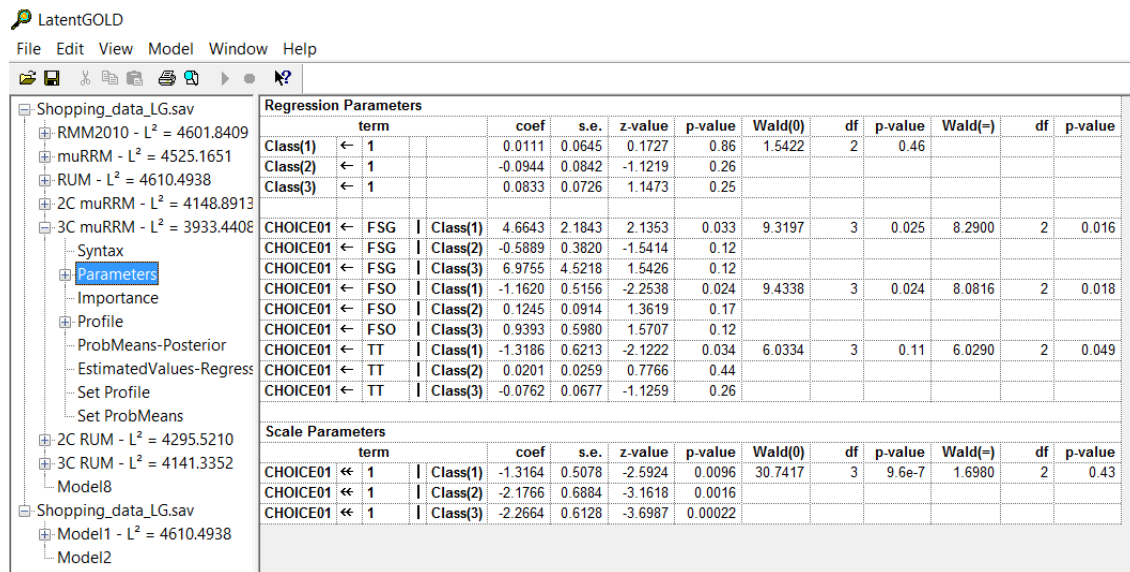 LatentGOLD
File Edit View Model Window Help
Shopping_data_LG.sav
RMM2010 - L² = 4601.8409
muRRM - L² = 4525.1651
RUM - L² = 4610.4938
2C muRRM - L² = 4148.8913
3C muRRM - L² = 3933.4408
Syntax
Parameters
Importance
Profile
ProbMeans-Posterior
EstimatedValues-Regress
Set Profile
Set ProbMeans
2C RUM - L² = 4295.5210
3C RUM - L² = 4141.3352
Model8
Shopping_data_LG.sav
Model1 - L² = 4610.4938
Model2
Regression Parameters
term coef s.e. z-value p-value Wald(0) df p-value Wald(=) df p-value
Class(1) ← 1 0.0111 0.0645 0.1727 0.86 1.5422 2 0.46
Class(2) ← 1 -0.0944 0.0842 -1.1219 0.26
Class(3) ← 1 0.0833 0.0726 1.1473 0.25
CHOICE01 ← FSG | Class(1) 4.6643 2.1843 2.1353 0.033 9.3197 3 0.025 8.2900 2 0.016
CHOICE01 ← FSG | Class(2) -0.5889 0.3820 -1.5414 0.12
CHOICE01 ← FSG | Class(3) 6.9755 4.5218 1.5426 0.12
CHOICE01 ← FSO | Class(1) -1.1620 0.5156 -2.2538 0.024 9.4338 3 0.024 8.0816 2 0.018
CHOICE01 ← FSO | Class(2) 0.1245 0.0914 1.3619 0.17
CHOICE01 ← FSO | Class(3) 0.9393 0.5980 1.5707 0.12
CHOICE01 ← TT | Class(1) -1.3186 0.6213 -2.1222 0.034 6.0334 3 0.11 6.0290 2 0.049
CHOICE01 ← TT | Class(2) 0.0201 0.0259 0.7766 0.44
CHOICE01 ← TT | Class(3) -0.0762 0.0677 -1.1259 0.26
Scale Parameters
term coef s.e. z-value p-value Wald(0) df p-value Wald(=) df p-value
CHOICE01 ↞ 1 | Class(1) -1.3164 0.5078 -2.5924 0.0096 30.7417 3 9.6e-7 1.6980 2 0.43
CHOICE01 ↞ 1 | Class(2) -2.1766 0.6884 -3.1618 0.0016
CHOICE01 ↞ 1 | Class(3) -2.2664 0.6128 -3.6987 0.00022